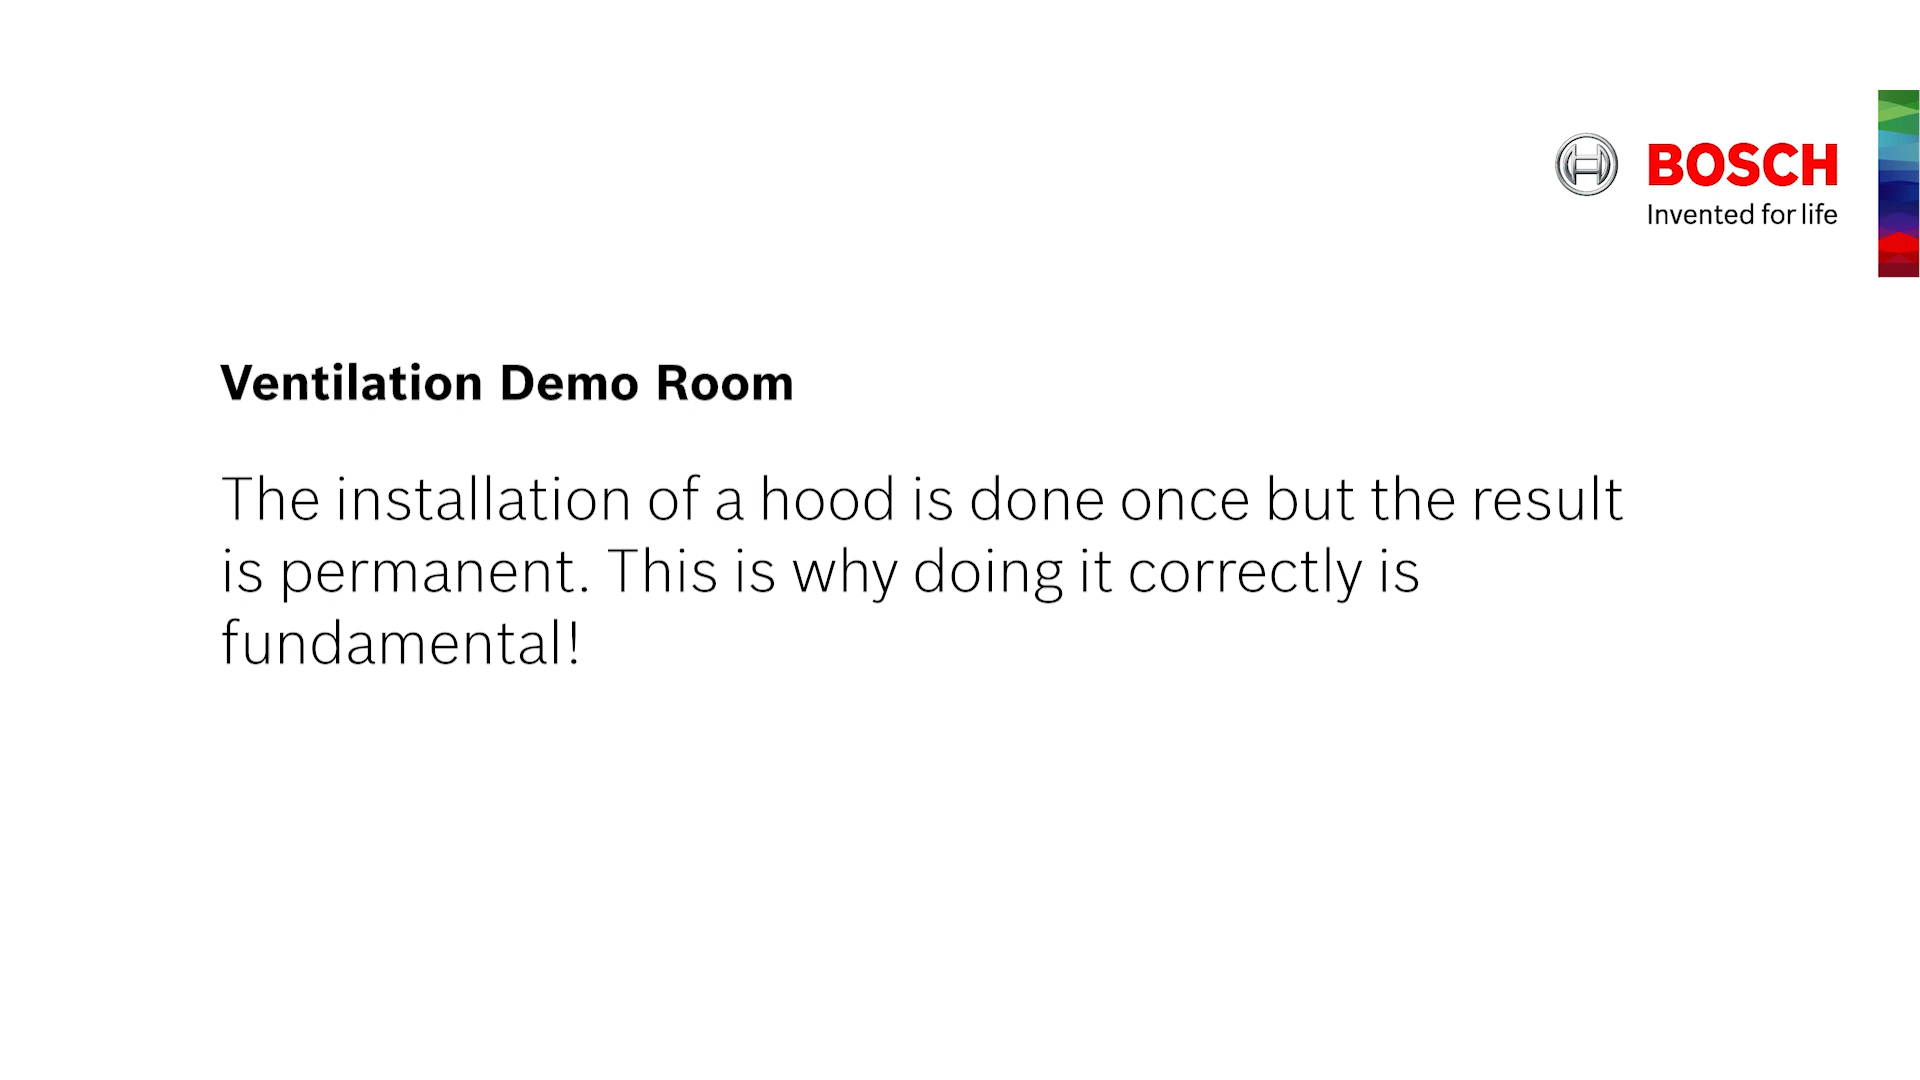 BOSCH
Invented for life
Ventilation Demo Room
The installation of a hood is done once but the result
is permanent. This is why doing it correctly is
fundamental!